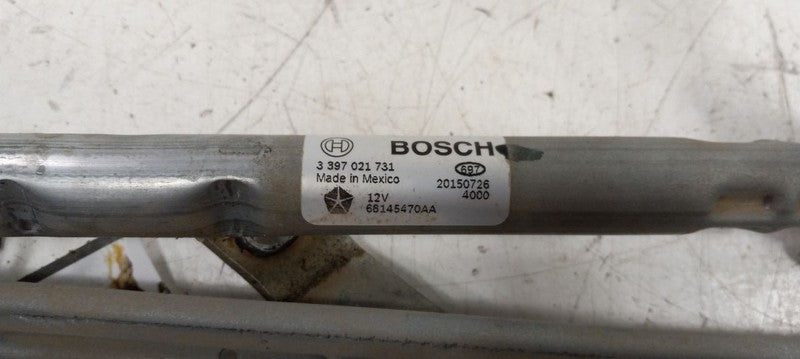 BOSCH
3 397 021 731
697
Made in Mexico
20150726
12V
4000
68145470AA